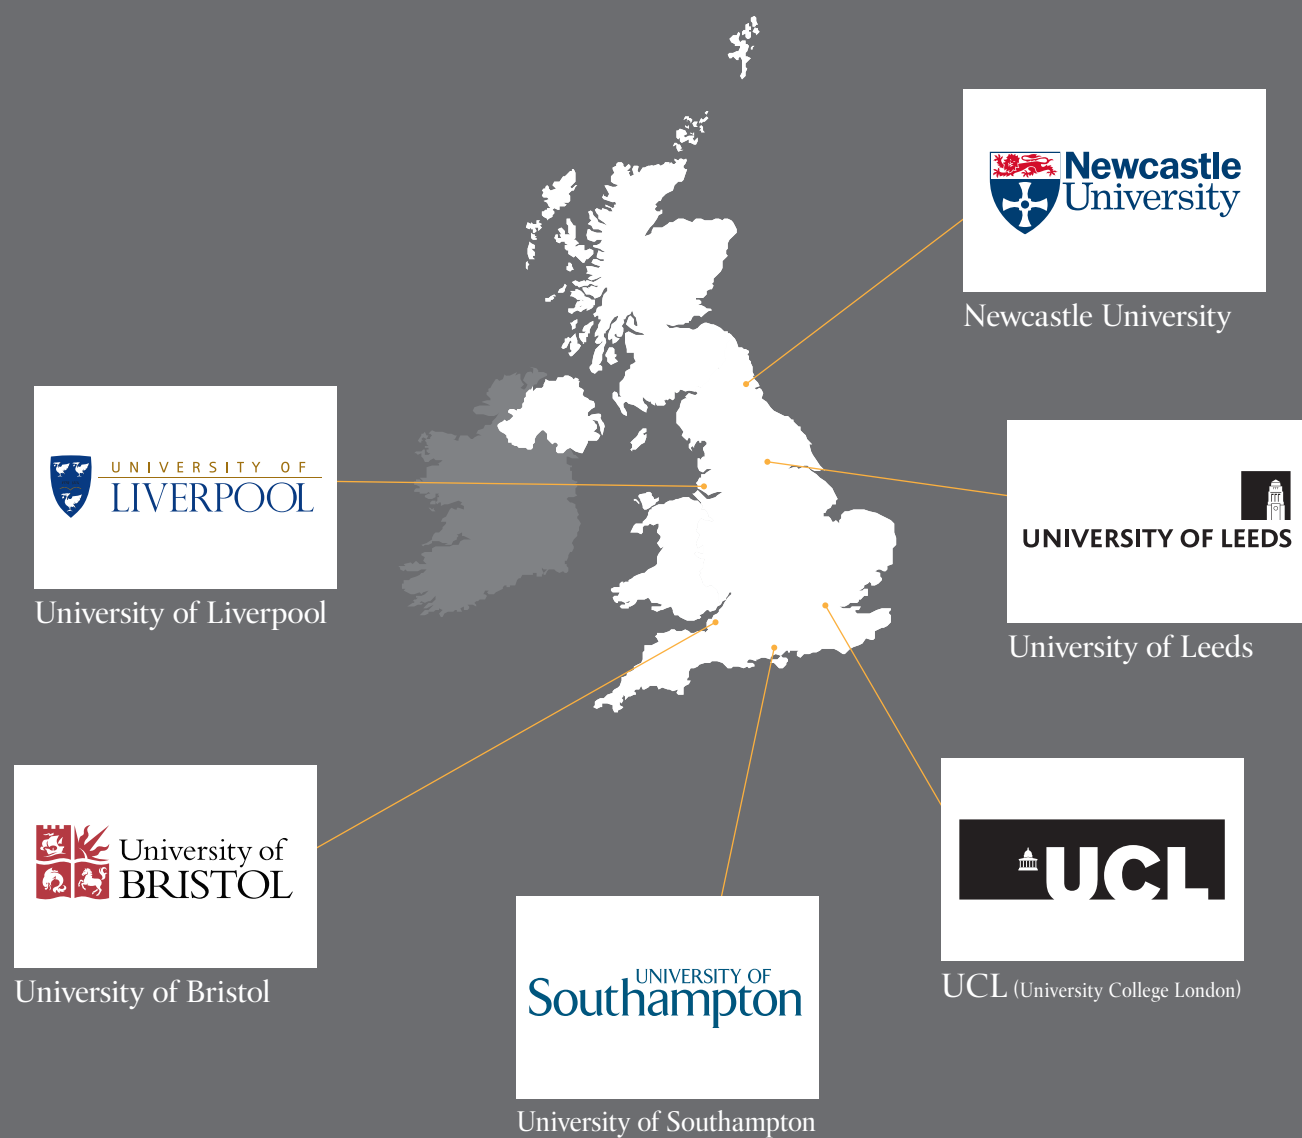 Newcastle
University
Newcastle University
UNIVERSITY OF
LIVERPOOL
University of Liverpool
UNIVERSITY OF LEEDS
University of Leeds
University of
BRISTOL
University of Bristol
UNIVERSITY OF
Southampton
University of Southampton
UCL
UCL (University College London)